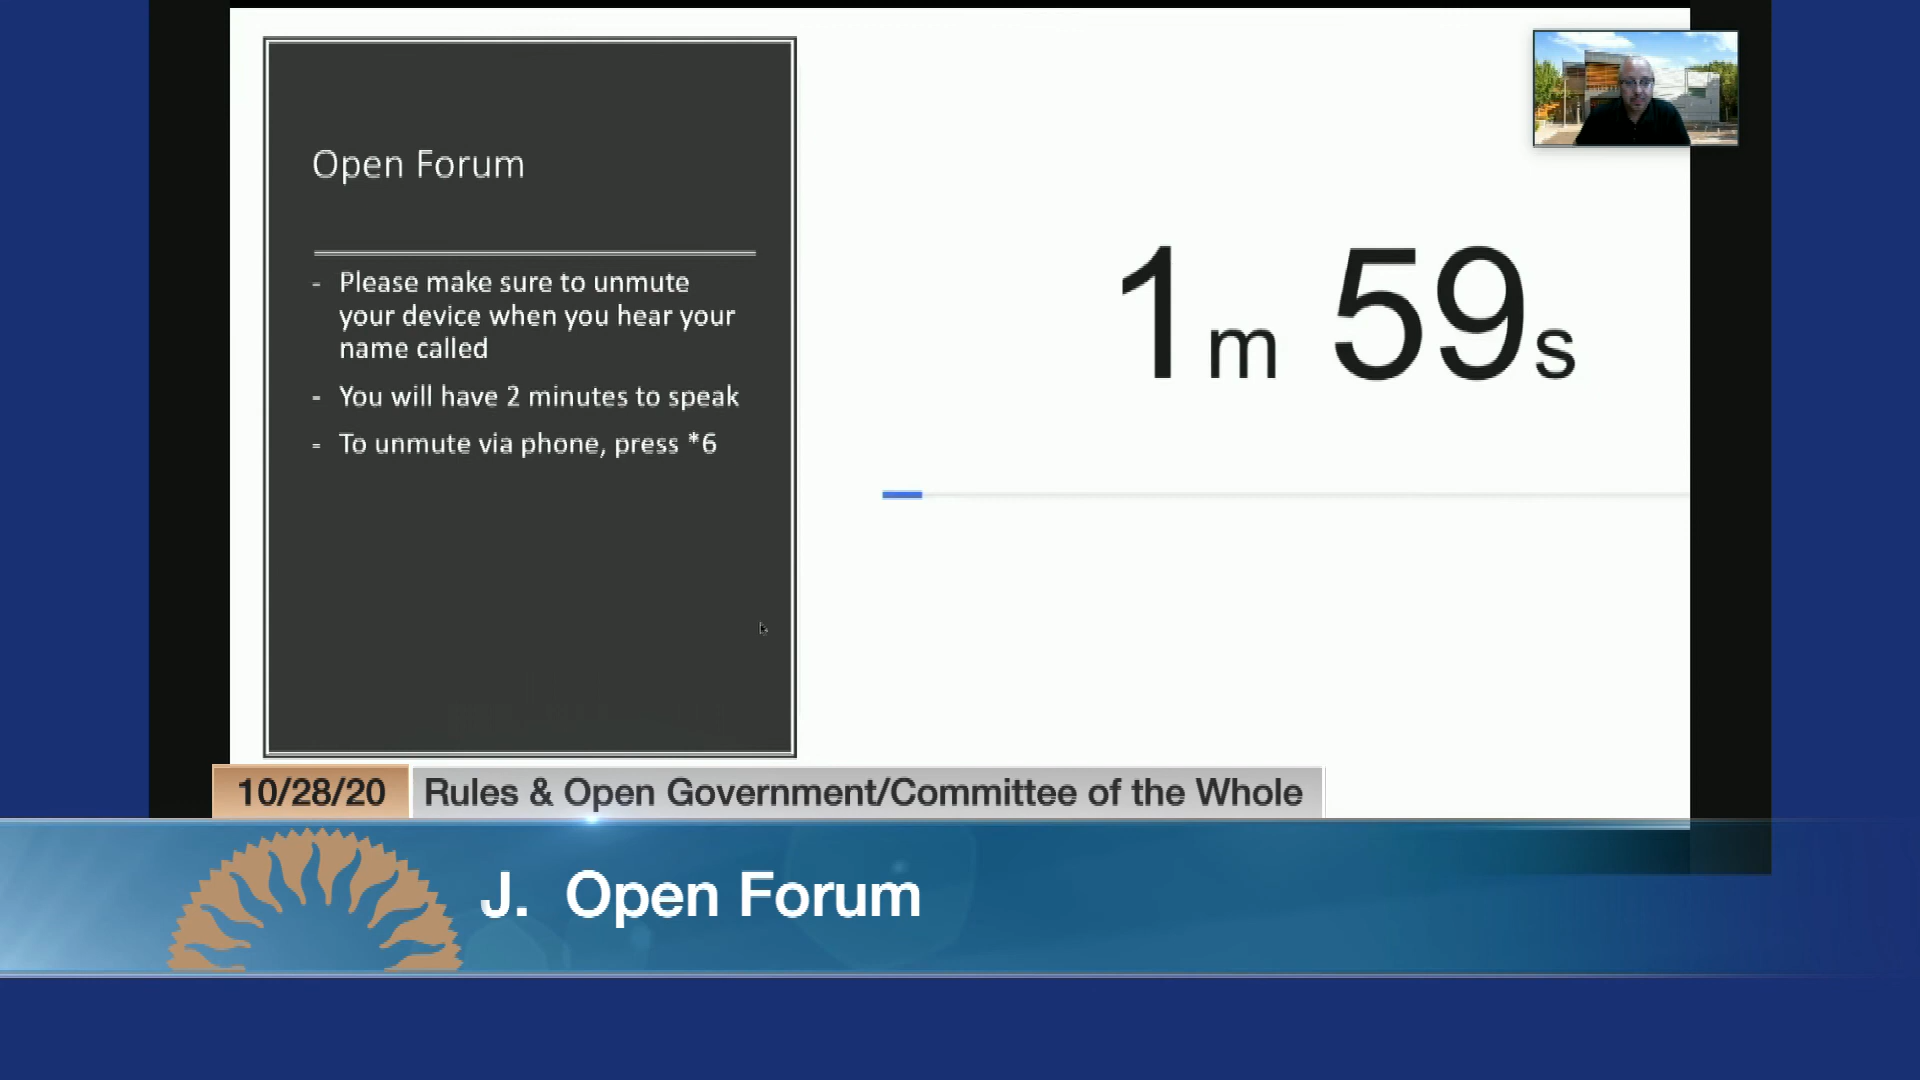 Open Forum
- Please make sure to unmute
your device when you hear your
name called
- You will have 2 minutes to speak
- To unmute via phone, press *6
1m 59s
10/28/20 Rules & Open Government/Committee of the Whole
J. Open Forum